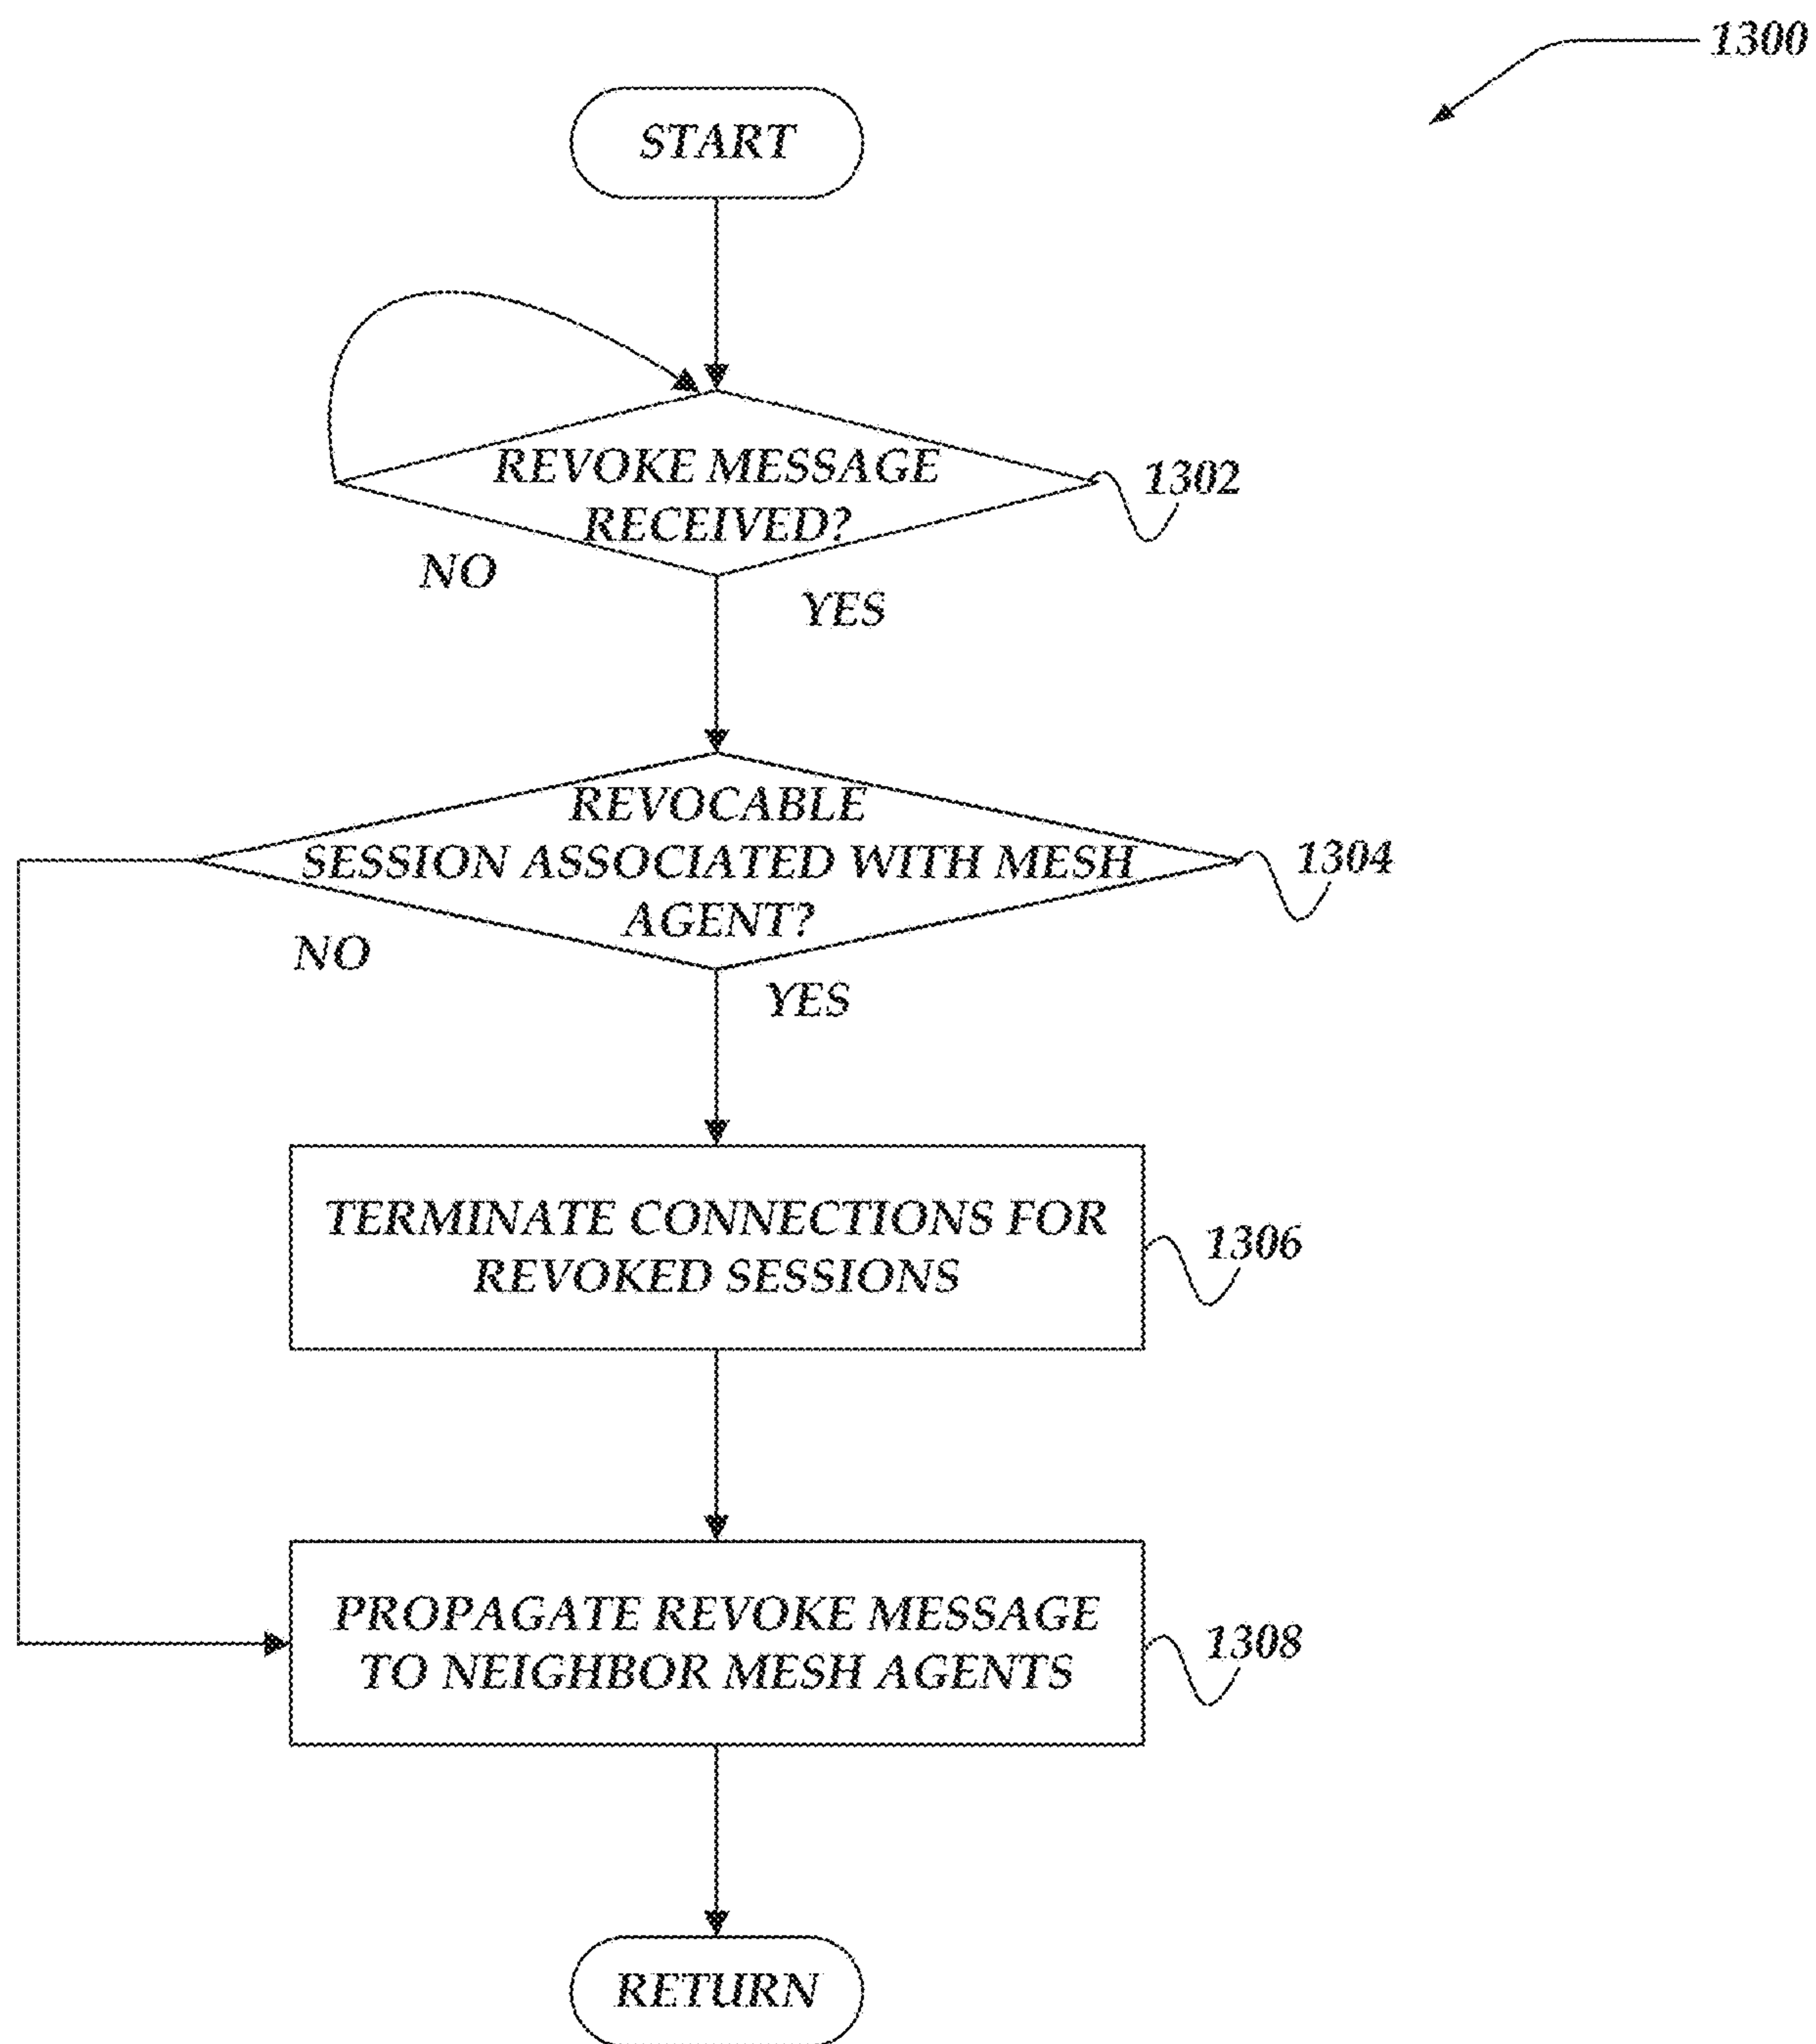 1300
START
REVOKE MESSAGE
RECEIVED?
1302
NO
YES
REVOCABLE
SESSION ASSOCIATED WITH MESH
AGENT?
1304
NO
YES
TERMINATE CONNECTIONS FOR
REVOKED SESSIONS
1306
PROPAGATE REVOKE MESSAGE
TO NEIGHBOR MESH AGENTS
1308
RETURN